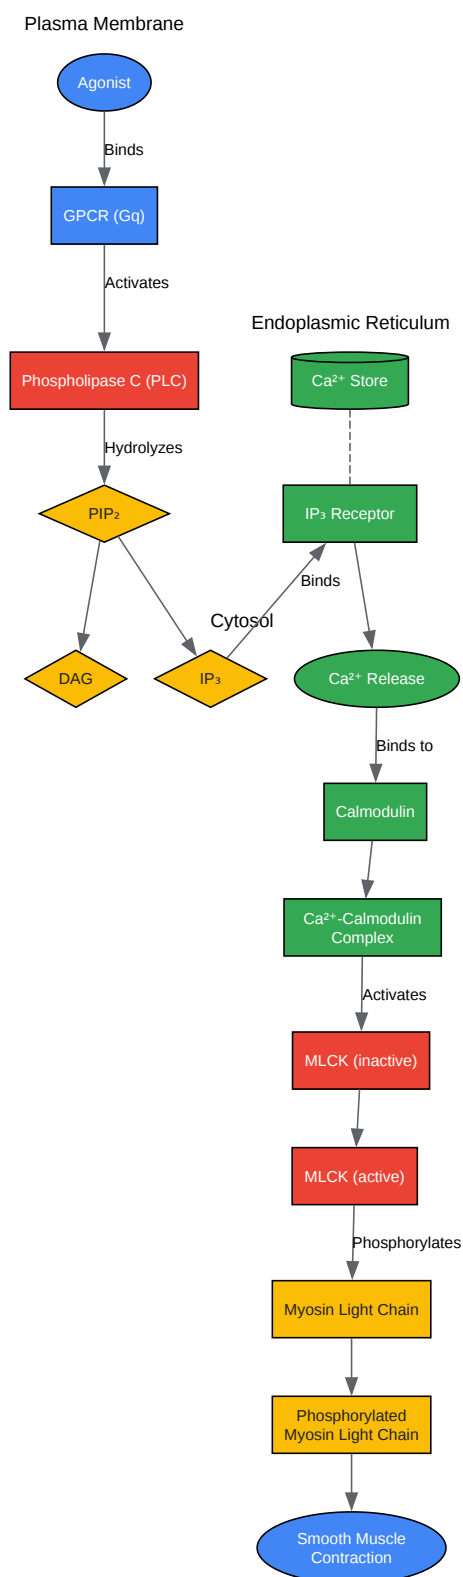 Plasma Membrane
Agonist
Binds
GPCR (Gq)
Activates
Phospholipase C (PLC)
Hydrolyzes
PIP₂
DAG
IP₃
Cytosol
Binds
Endoplasmic Reticulum
Ca²⁺ Store
IP₃ Receptor
Ca²⁺ Release
Binds to
Calmodulin
Ca²⁺-Calmodulin
Complex
Activates
MLCK (inactive)
MLCK (active)
Phosphorylates
Myosin Light Chain
Phosphorylated
Myosin Light Chain
Smooth Muscle
Contraction